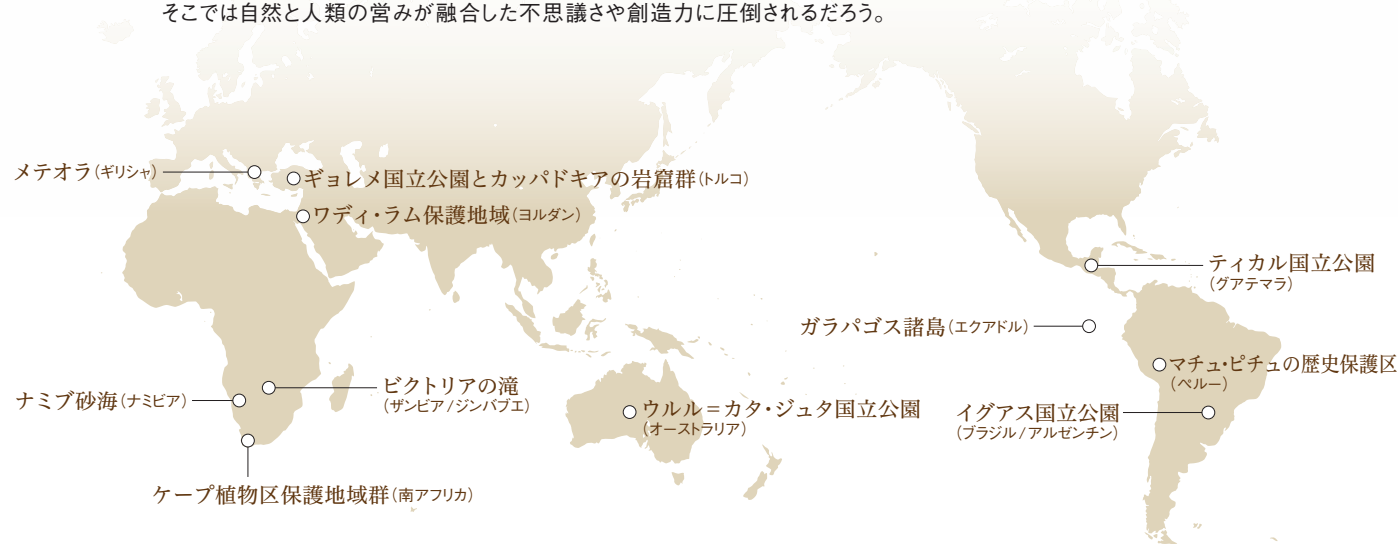 そこでは自然と人類の営みが融合した不思議さや創造力に圧倒されるだろう。
メテオラ(ギリシャ)
ギョレメ国立公園とカッパドキアの岩窟群(トルコ)
ワディ・ラム保護地域(ヨルダン)
ティカル国立公園
(グアテマラ)
ガラパゴス諸島(エクアドル)
マチュ・ピチュの歴史保護区
(ペルー)
ナミブ砂海(ナミビア)
ビクトリアの滝
(ザンビア/ジンバブエ)
ウルル=カタ・ジュタ国立公園
(オーストラリア)
イグアス国立公園
(ブラジル/アルゼンチン)
ケープ植物区保護地域群(南アフリカ)